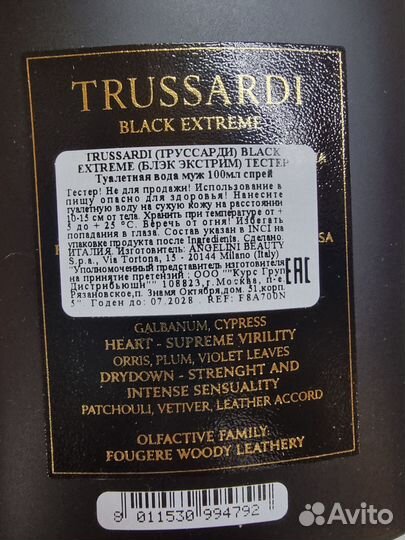 TRUSSARDI
BLACK EXTREME
TRUSSARDI (ТРУССАРДИ) BLACK
EXTREME (БЛЭК ЭКСТРИМ) ТЕСТЕР
Туалетная вода муж 100мл спрей
Тестер! Не для продажи! Использование в
пищу опасно для здоровья! Нанесите
туалетную воду на сухую кожу на расстоянии
10-15 см от тела. Хранить при температуре от +
5 до + 25 °C. Беречь от огня! Избегать
попадания в глаза. Состав указан в INCI на
упаковке продукта после Ingredients. Сделано
ИТАЛИЯ. Изготовитель: ANGELINI BEAUTY
S.p.a., Via Tortona, 15 - 20144 Milano (Italy)
"Уполномоченный представитель изготовителя
на принятие претензий : ООО ""Курс Груп
Дистрибьюшн"" 108823, г.Москва, п-е
Рязановское,п. Знамя Октября,дом. 31,корп.
5" Годен до: 07.2028 . REF: F8A700N
EAC
SA
GALBANUM, CYPRESS
HEART - SUPREME VIRILITY
ORRIS, PLUM, VIOLET LEAVES
DRYDOWN - STRENGHT AND
INTENSE SENSUALITY
PATCHOULI, VETIVER, LEATHER ACCORD
OLFACTIVE FAMILY:
FOUGERE WOODY LEATHERY
8 011530 994792
Avito